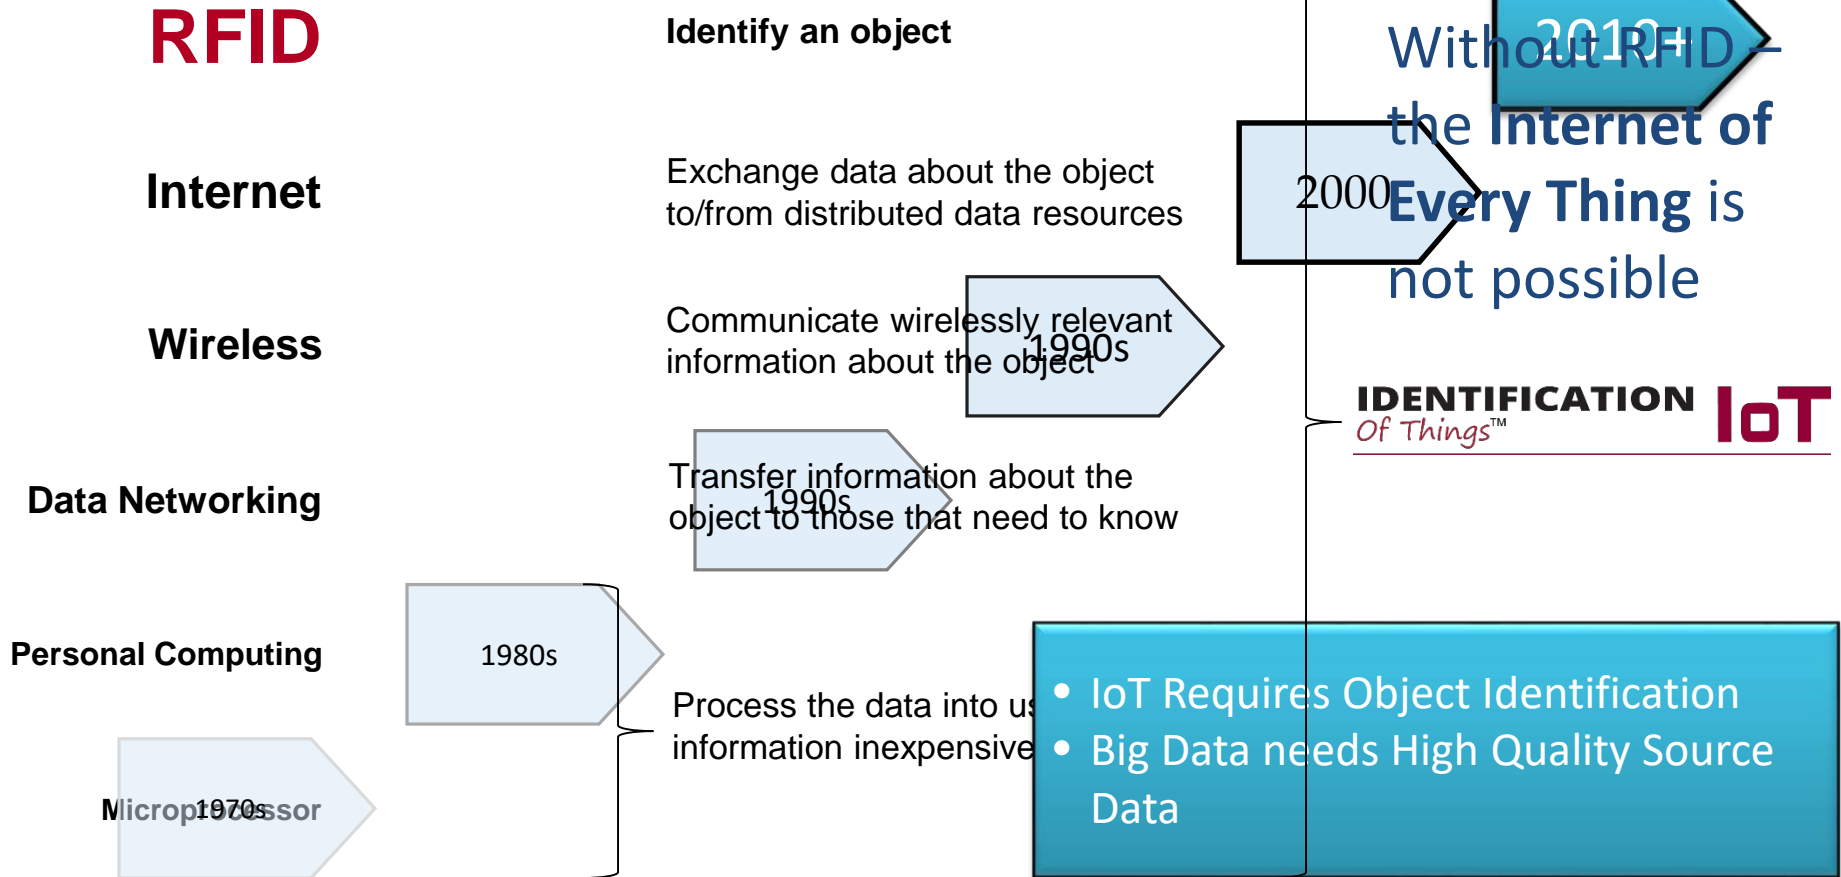 RFID
Identify an object
2010+
Without RFID –
the Internet of
Every Thing is
not possible
Internet
Exchange data about the object
to/from distributed data resources
2000
Wireless
Communicate wirelessly relevant
information about the object
1990s
IDENTIFICATION
Of Things™
IoT
Data Networking
Transfer information about the
object to those that need to know
1990s
Personal Computing
1980s
Process the data into
information
Microprocessor
1970s
• IoT Requires Object Identification
• Big Data needs High Quality Source
Data